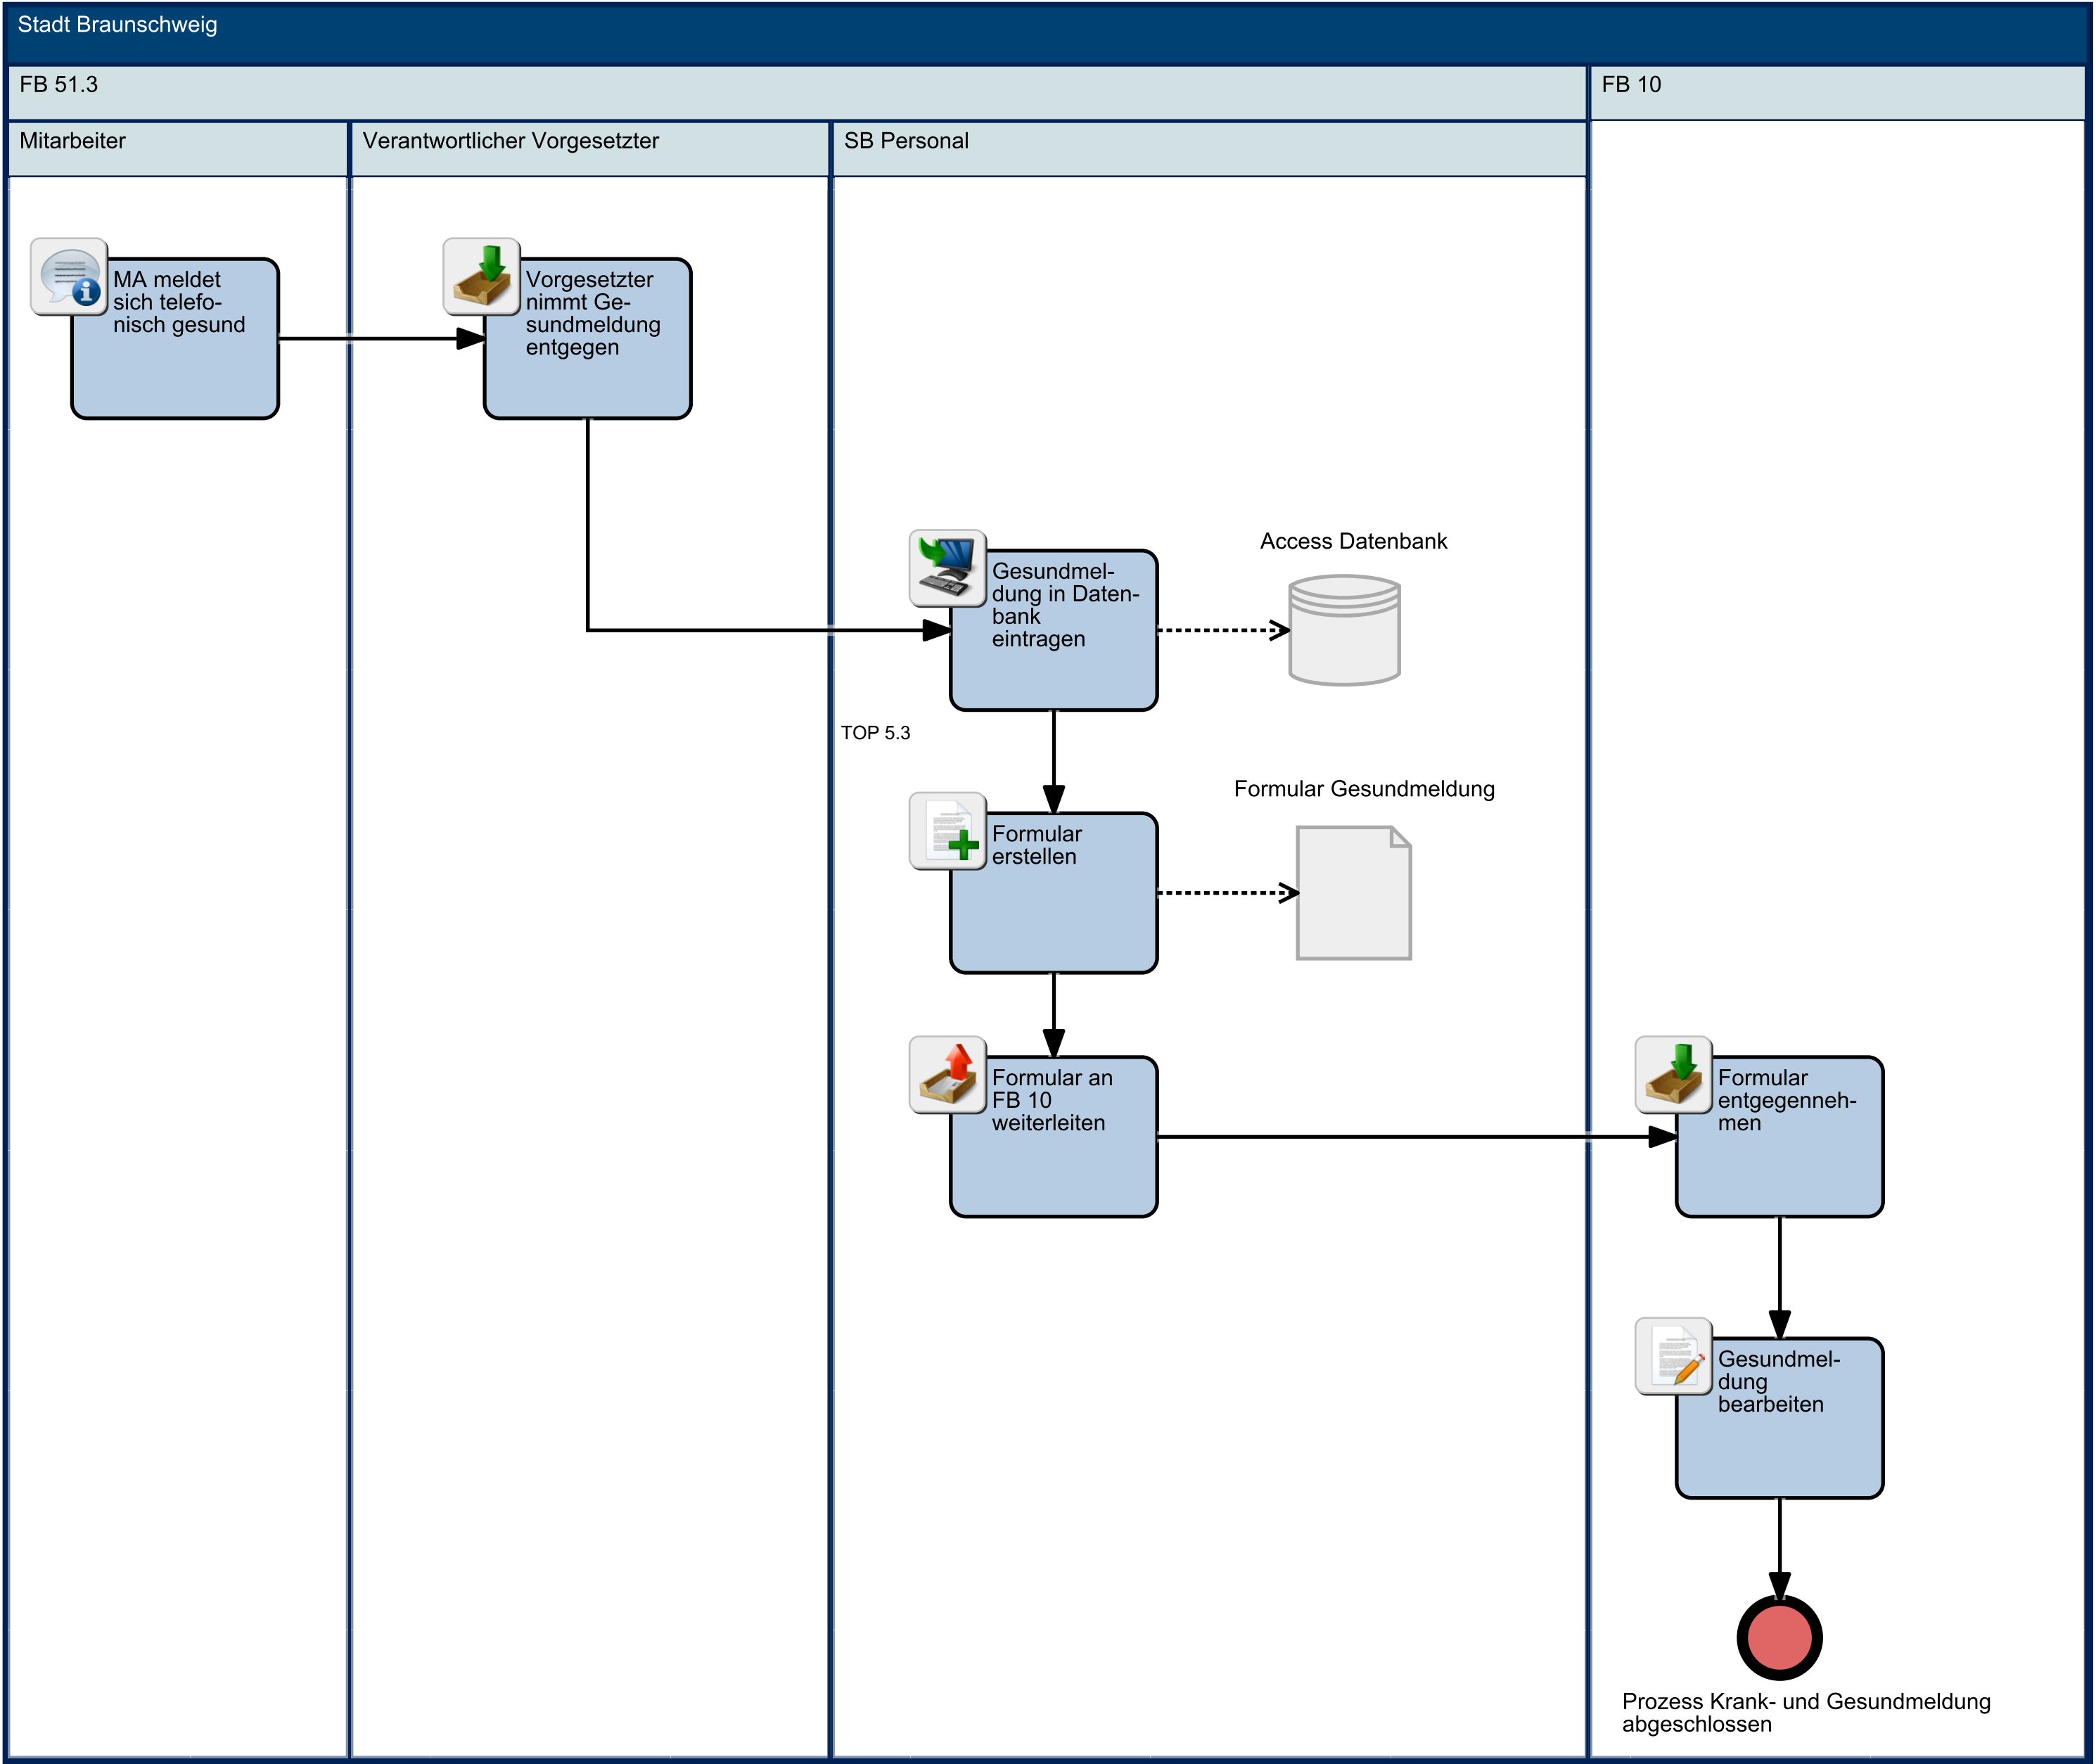 Stadt Braunschweig
FB 51.3
FB 10
Mitarbeiter
Verantwortlicher Vorgesetzter
SB Personal
MA meldet
sich telefo-
nisch gesund
Vorgesetzter
nimmt Ge-
sundmeldung
entgegen
Gesundmel-
dung in Daten-
bank
eintragen
Access Datenbank
TOP 5.3
Formular
erstellen
Formular Gesundmeldung
Formular an
FB 10
weiterleiten
Formular
entgegenneh-
men
Gesundmel-
dung
bearbeiten
Prozess Krank- und Gesundmeldung
abgeschlossen